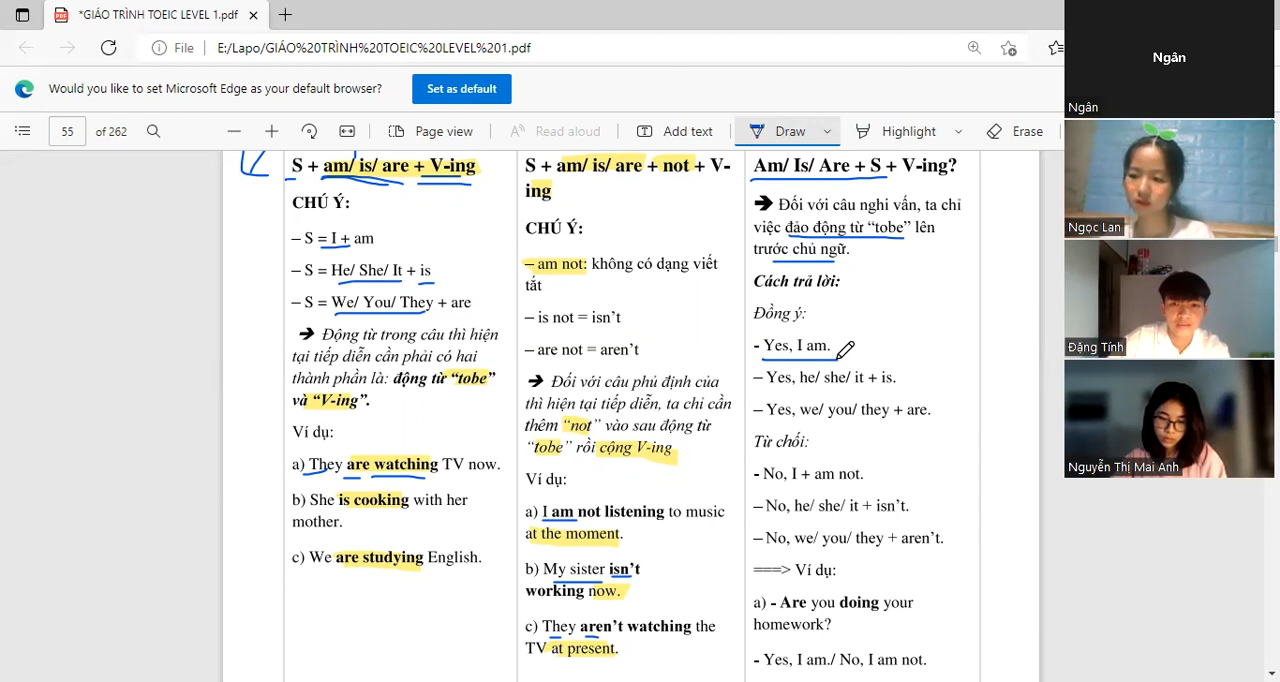 *GIÁO TRÌNH TOEIC LEVEL 1.pdf
File
E:/Lapo/GIÁO%20TRÌNH%20TOEIC%20LEVEL%201.pdf
Would you like to set Microsoft Edge as your default browser?
Set as default
55
of 262
Page view
Read aloud
Add text
Draw
Highlight
Erase
S + am/ is/ are + V-ing
CHÚ Ý:
– S = I + am
– S = He/ She/ It + is
– S = We/ You/ They + are
➔ Động từ trong câu thì hiện
tại tiếp diễn cần phải có hai
thành phần là: động từ “tobe”
và “V-ing”.
Ví dụ:
a) They are watching TV now.
b) She is cooking with her
mother.
c) We are studying English.
S + am/ is/ are + not + V-
ing
CHÚ Ý:
– am not: không có dạng viết
tắt
– is not = isn’t
– are not = aren’t
➔ Đối với câu phủ định của
thì hiện tại tiếp diễn, ta chỉ cần
thêm “not” vào sau động từ
“tobe” rồi cộng V-ing
Ví dụ:
a) I am not listening to music
at the moment.
b) My sister isn’t
working now.
c) They aren’t watching the
TV at present.
Am/ Is/ Are + S + V-ing?
➔ Đối với câu nghi vấn, ta chỉ
việc đảo động từ “tobe” lên
trước chủ ngữ.
Cách trả lời:
Đồng ý:
- Yes, I am.
– Yes, he/ she/ it + is.
– Yes, we/ you/ they + are.
Từ chối:
- No, I + am not.
– No, he/ she/ it + isn’t.
– No, we/ you/ they + aren’t.
===> Ví dụ:
a) - Are you doing your
homework?
- Yes, I am./ No, I am not.
Ngân
Ngân
Ngọc Lan
Đặng Tính
Nguyễn Thị Mai Anh